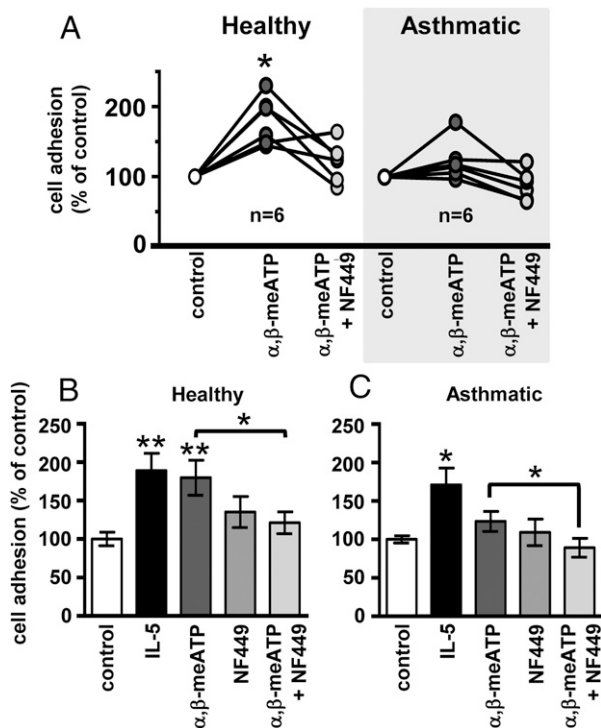 A
Healthy
Asthmatic
cell adhesion
(% of control)
200
100
0
*
n=6
n=6
control
α,β-meATP
α,β-meATP
+ NF449
control
α,β-meATP
α,β-meATP
+ NF449
B
Healthy
cell adhesion (% of control)
250
200
150
100
50
0
**
**
*
control
IL-5
α,β-meATP
NF449
α,β-meATP
+ NF449
C
Asthmatic
250
200
150
100
50
0
*
*
control
IL-5
α,β-meATP
NF449
α,β-meATP
+ NF449